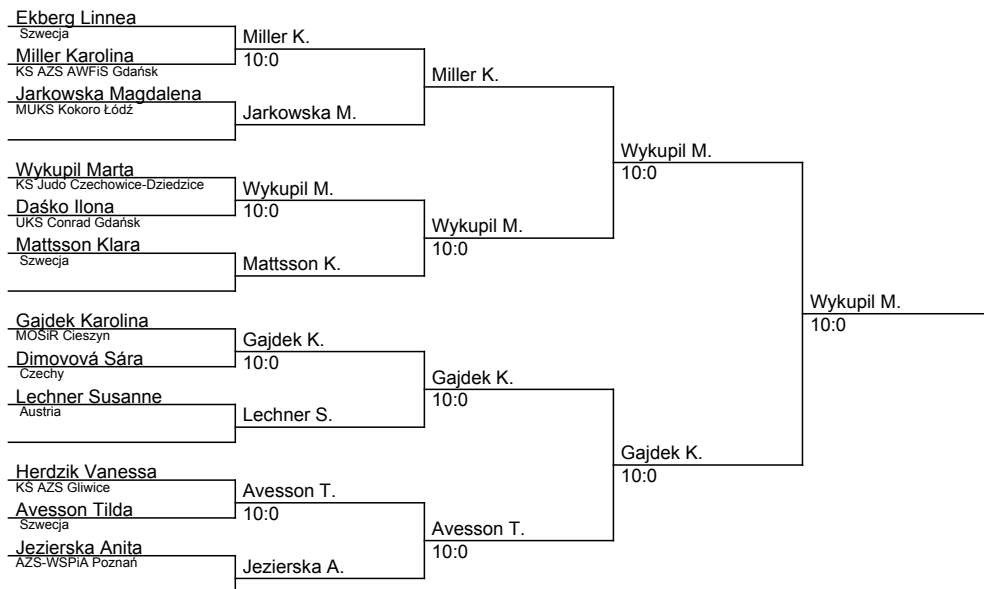 Ekberg Linnea
Szwecja
Miller Karolina
KS AZS AWFiS Gdańsk
Jarkowska Magdalena
MUKS Kokoro Łódź
Wykupil Marta
KS Judo Czechowice-Dziedzice
Daśko Ilona
UKS Conrad Gdańsk
Mattsson Klara
Szwecja
Gajdek Karolina
MOSiR Cieszyn
Dimovová Sára
Czechy
Lechner Susanne
Austria
Herdzik Vanessa
KS AZS Gliwice
Avesson Tilda
Szwecja
Jezierska Anita
AZS-WSPiA Poznań
Miller K.
10:0
Jarkowska M.
Wykupil M.
10:0
Mattsson K.
Gajdek K.
10:0
Lechner S.
Avesson T.
10:0
Jezierska A.
Miller K.
Wykupil M.
10:0
Gajdek K.
10:0
Avesson T.
10:0
Wykupil M.
10:0
Gajdek K.
10:0
Wykupil M.
10:0